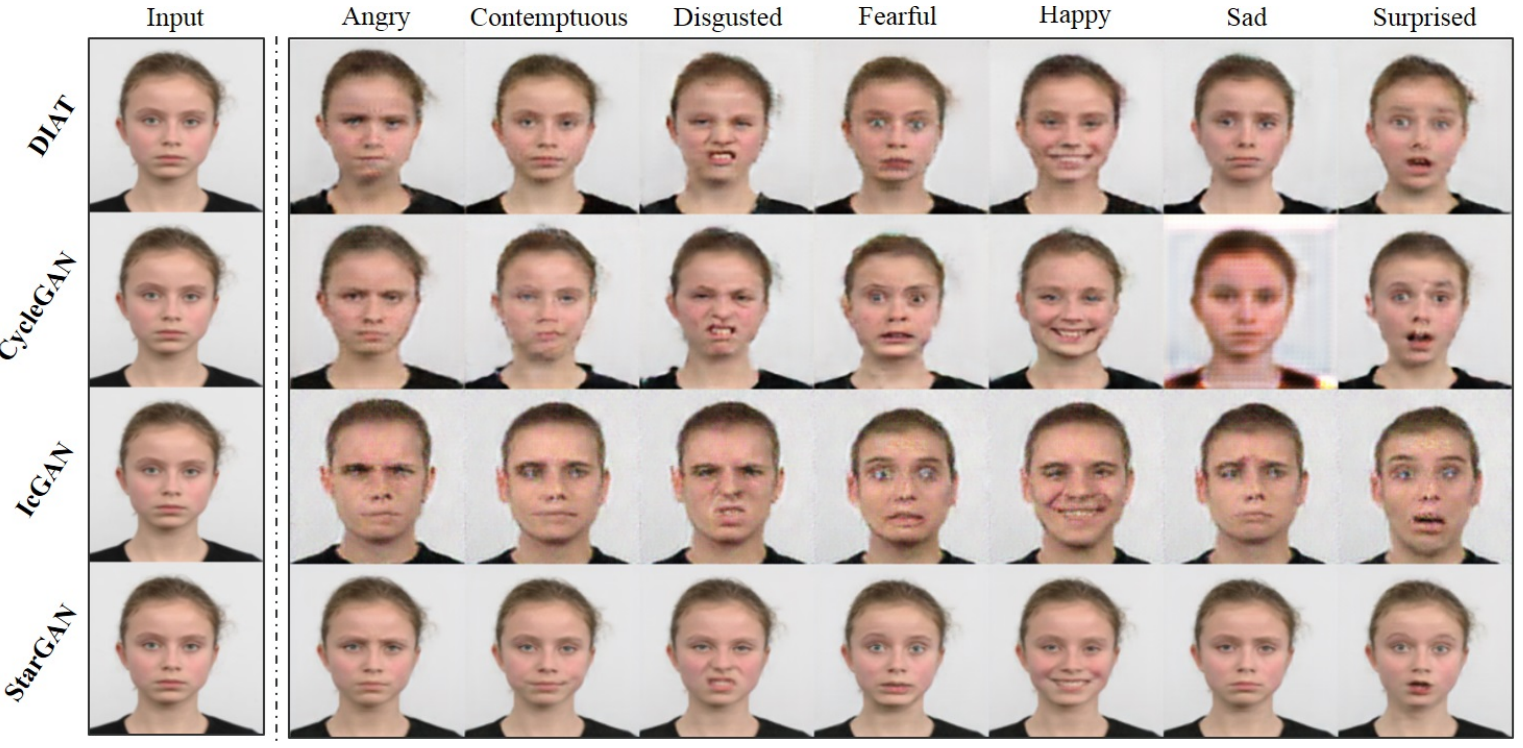 Input Angry Contemptuous Disgusted Fearful Happy Sad Surprised
DIAT
CycleGAN
IcGAN
StarGAN